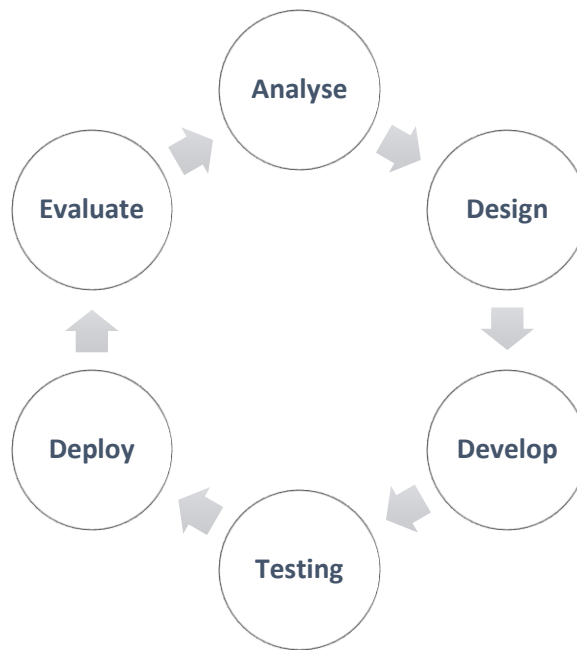 Analyse
Design
Develop
Testing
Deploy
Evaluate